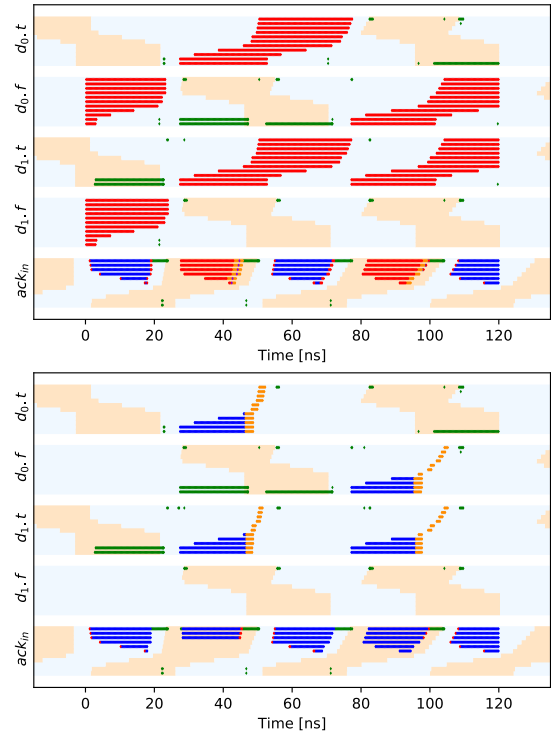 d₀.t
d₀.f
d₁.t
d₁.f
ack_in
0 20 40 60 80 100 120
Time [ns]
d₀.t
d₀.f
d₁.t
d₁.f
ack_in
0 20 40 60 80 100 120
Time [ns]